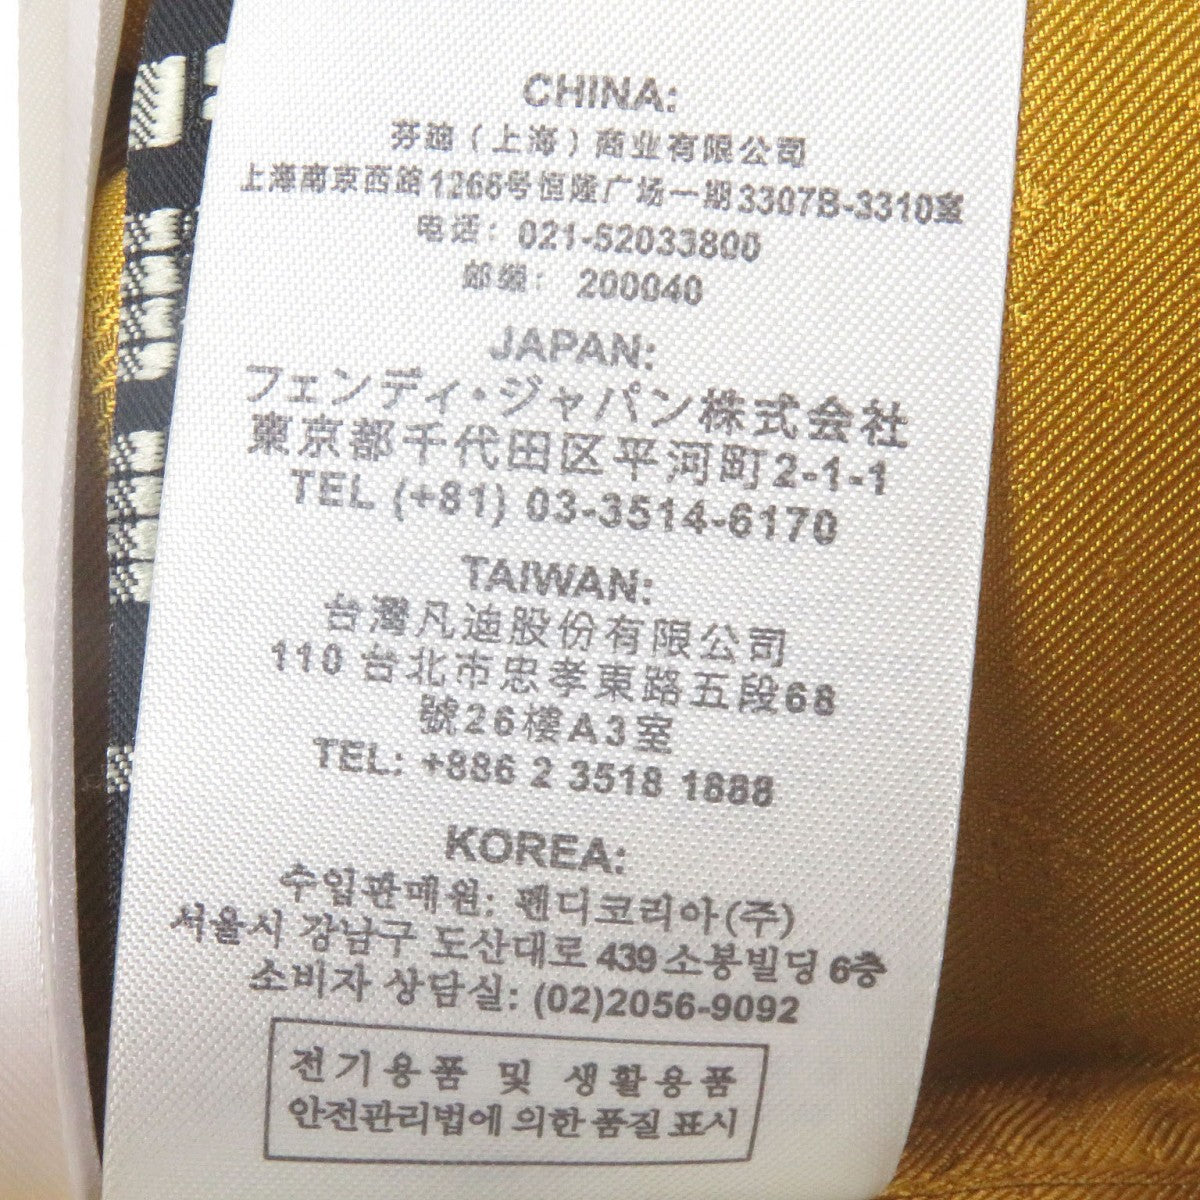 CHINA:
芬迪（上海）商业有限公司
上海南京西路1266号恒隆广场一期3307B-3310室
电话：021-52033800
邮编：200040
JAPAN:
フェンディ・ジャパン株式会社
東京都千代田区平河町2-1-1
TEL (+81) 03-3514-6170
TAIWAN:
台灣凡迪股份有限公司
110 台北市忠孝東路五段68
號26樓A3室
TEL: +886 2 3518 1888
KOREA:
수입판매원: 펜디코리아(주)
서울시 강남구 도산대로 439 소봉빌딩 6층
소비자 상담실: (02)2056-9092
전기용품 및 생활용품
안전관리법에 의한 품질 표시